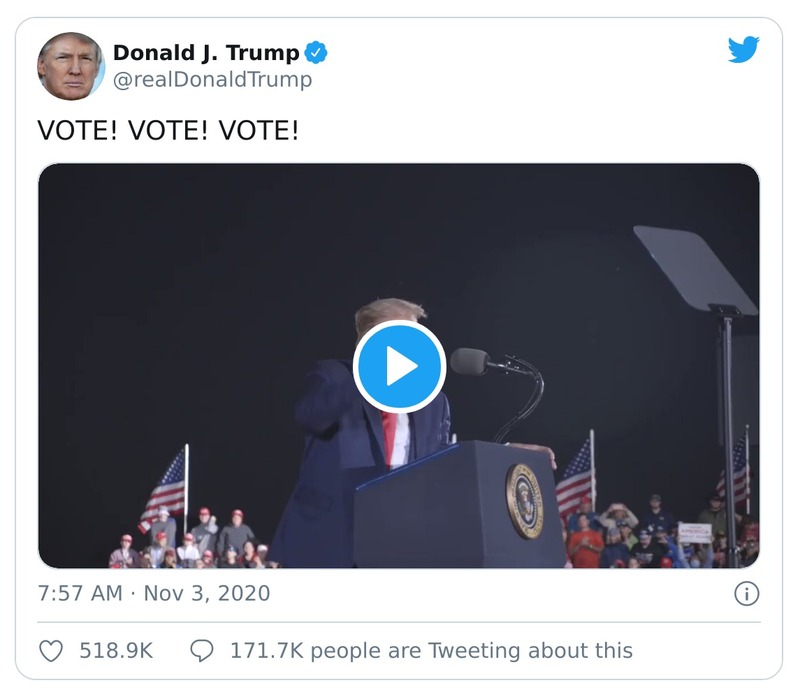 Donald J. Trump
@realDonaldTrump
VOTE! VOTE! VOTE!
7:57 AM · Nov 3, 2020
518.9K
171.7K people are Tweeting about this